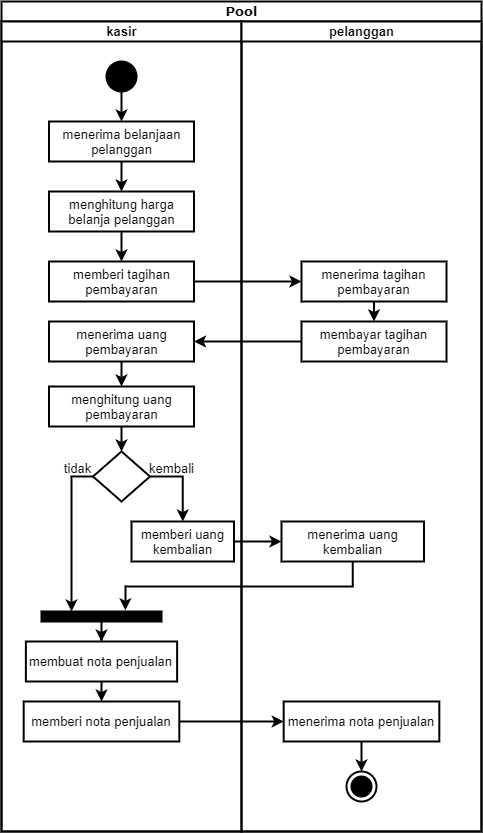 Pool
kasir
pelanggan
menerima belanjaan
pelanggan
menghitung harga
belanja pelanggan
memberi tagihan
pembayaran
menerima tagihan
pembayaran
menerima uang
pembayaran
membayar tagihan
pembayaran
menghitung uang
pembayaran
tidak
kembali
memberi uang
kembalian
menerima uang
kembalian
membuat nota penjualan
memberi nota penjualan
menerima nota penjualan